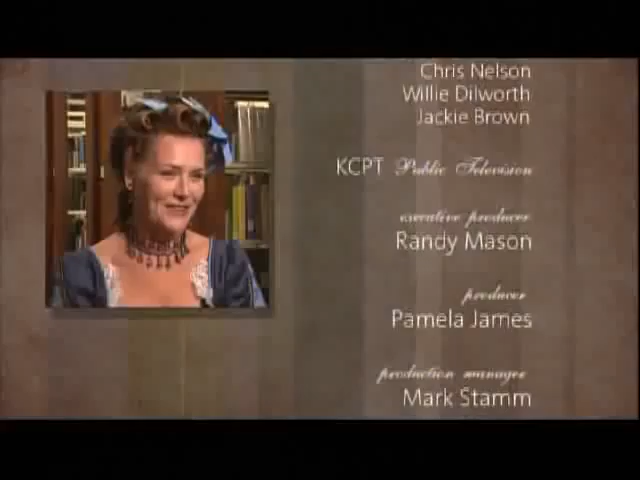 Chris Nelson
Willie Dilworth
Jackie Brown
KCPT Public Television
executive producer
Randy Mason
producer
Pamela James
production manager
Mark Stamm